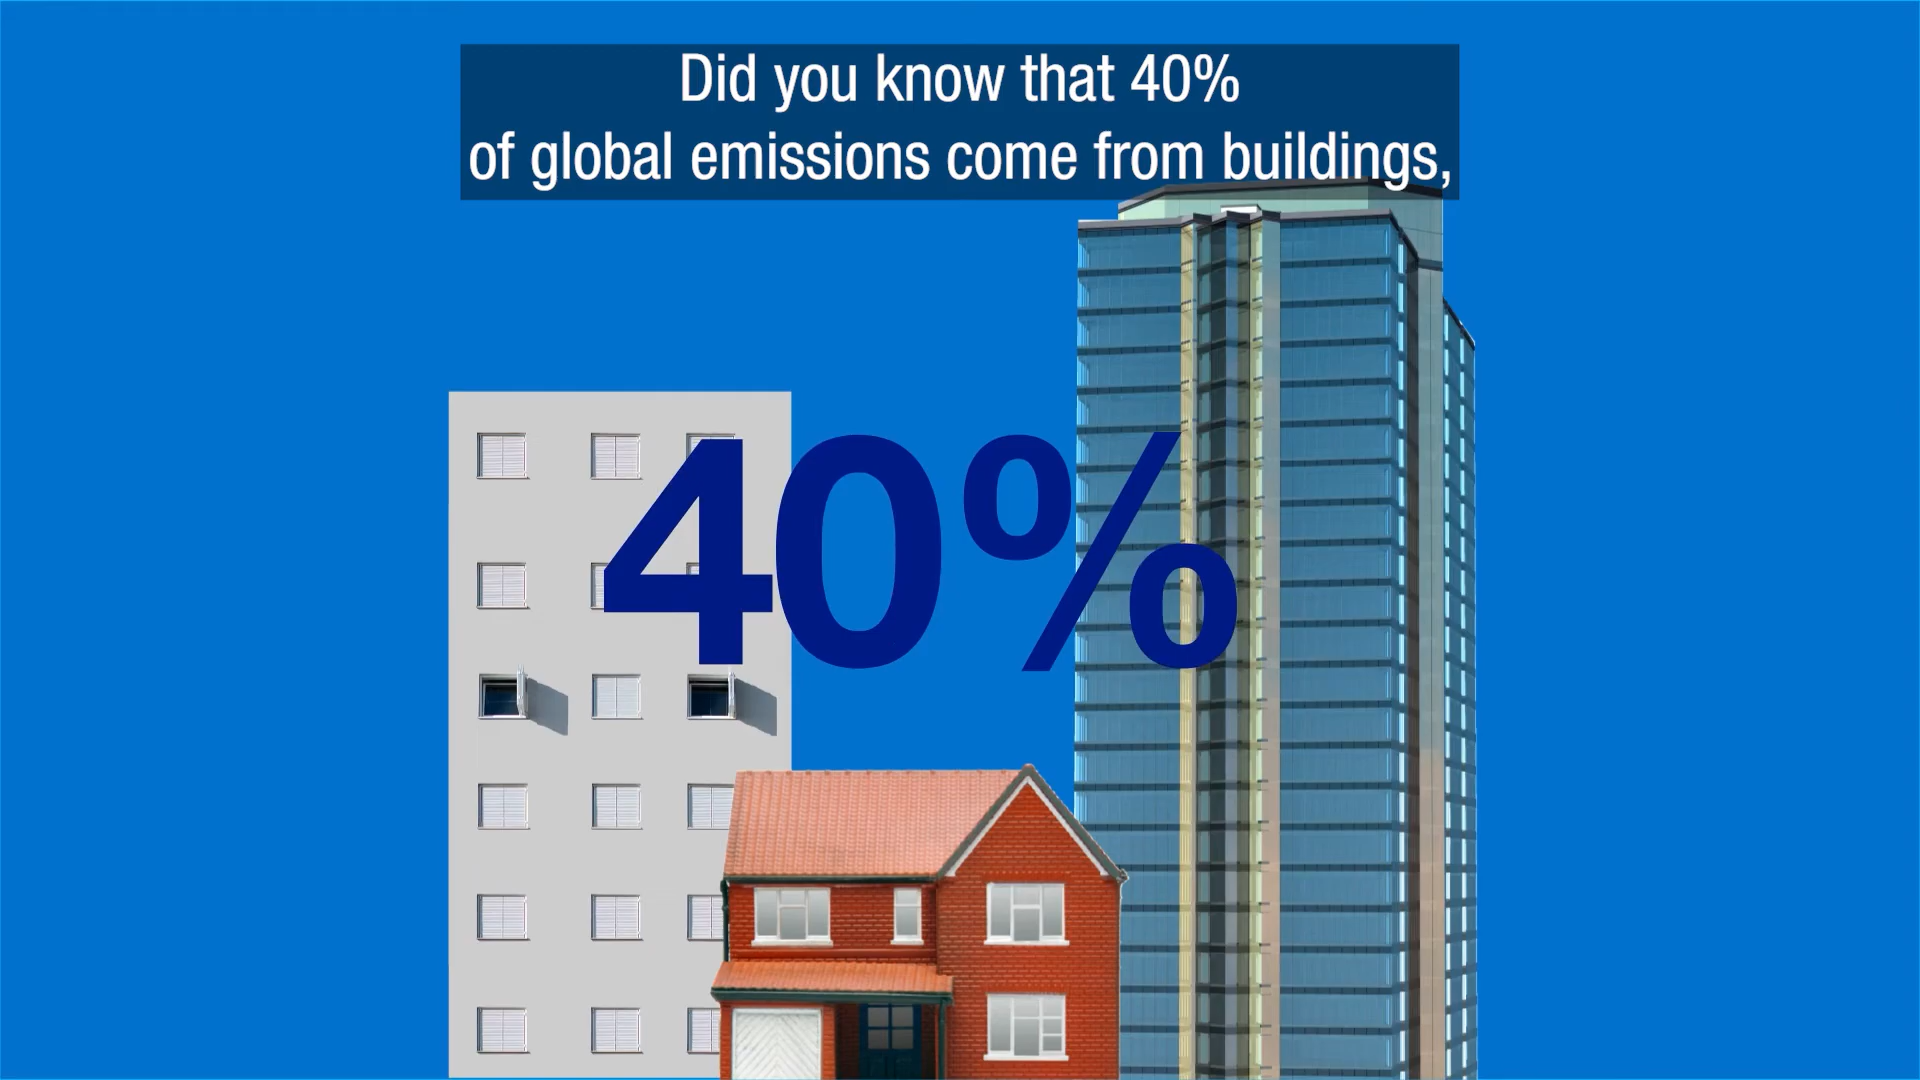 Did you know that 40%
of global emissions come from buildings,
40%